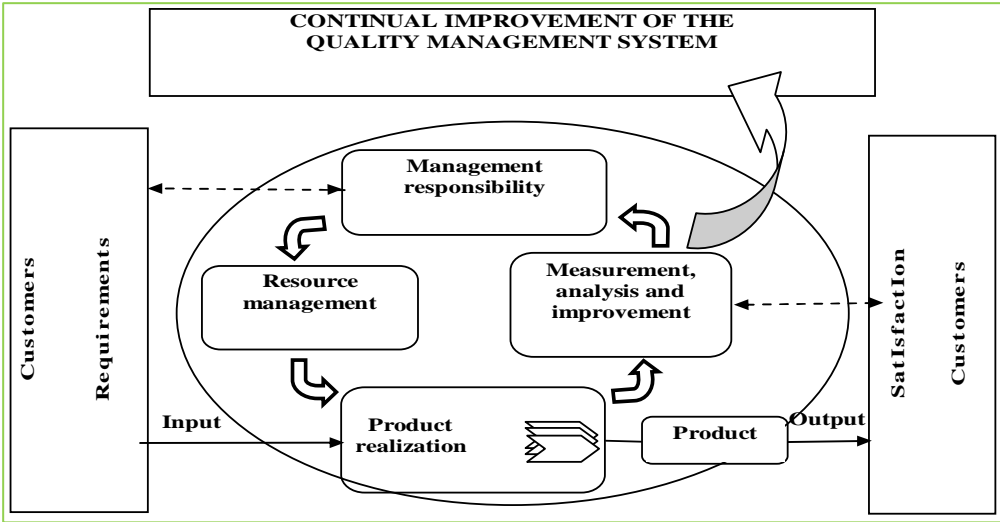 CONTINUAL IMPROVEMENT OF THE
QUALITY MANAGEMENT SYSTEM
Customers
Requirements
Management
responsibility
Resource
management
Measurement,
analysis and
improvement
Input
Product
realization
Product
Output
SatIsfactIon
Customers